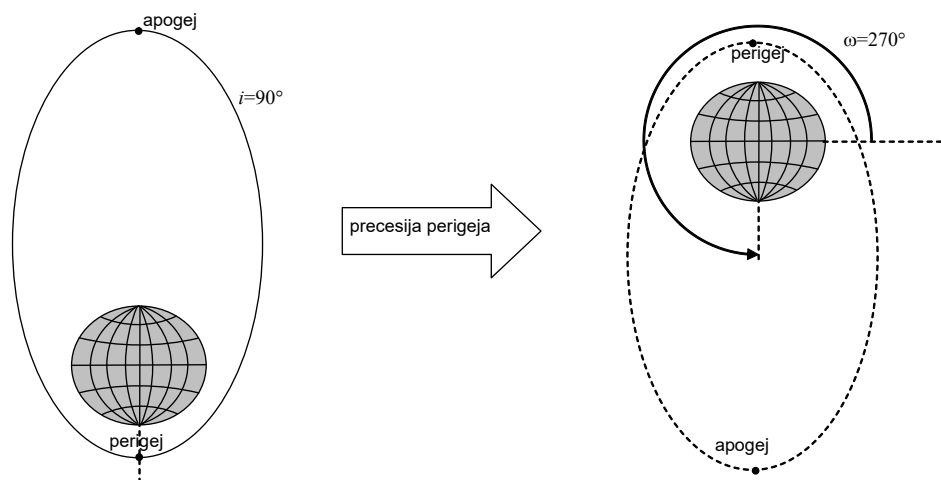 apogej
i=90°
perigej
precesija perigeja
ω=270°
perigej
apogej